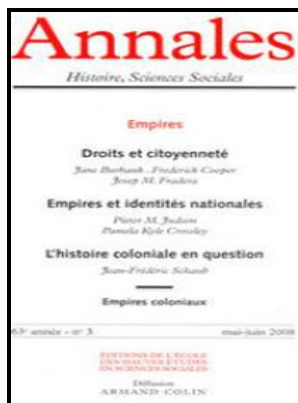 Annales
Histoire, Sciences Sociales
Empires
Droits et citoyenneté
Jane Burbank - Frederick Cooper
Josep M. Fradera
Empires et identités nationales
Pieter M. Judson
Pamela Kyle Crossley
L'histoire coloniale en question
Jean-Frédéric Schaub
Empires coloniaux
63e année - n° 3 mai-juin 2008
ÉDITIONS DE L'ÉCOLE
DES HAUTES ÉTUDES
EN SCIENCES SOCIALES
Diffusion
ARMAND COLIN